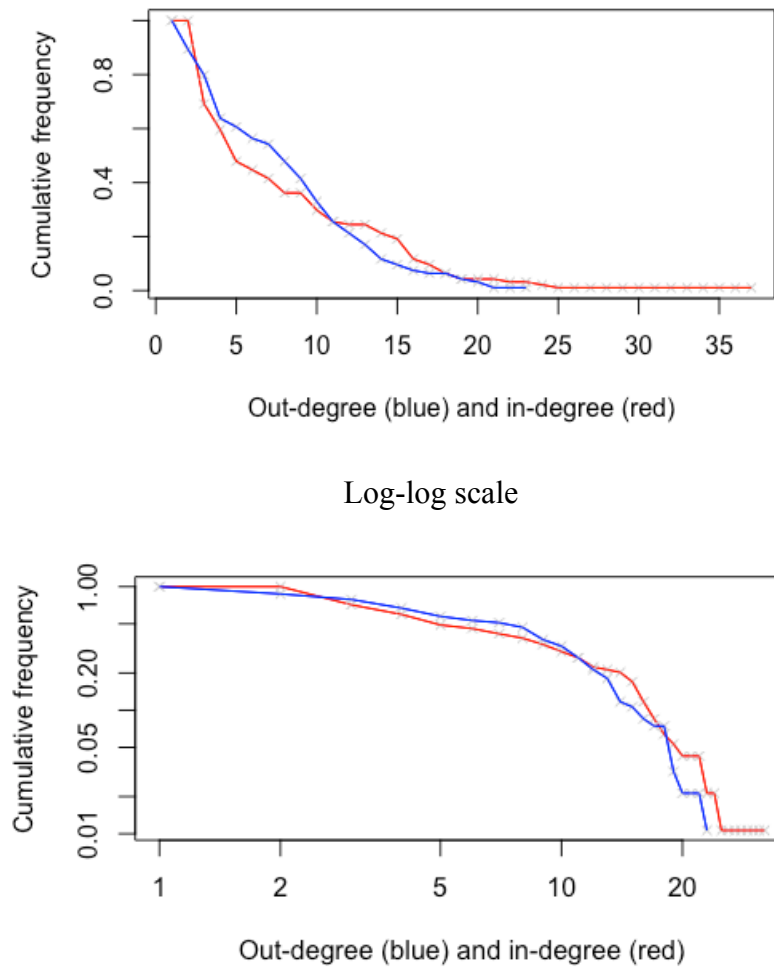 Cumulative frequency
0.8
0.4
0.0
0 5 10 15 20 25 30 35
Out-degree (blue) and in-degree (red)
Log-log scale
Cumulative frequency
1.00
0.20
0.05
0.01
1 2 5 10 20
Out-degree (blue) and in-degree (red)